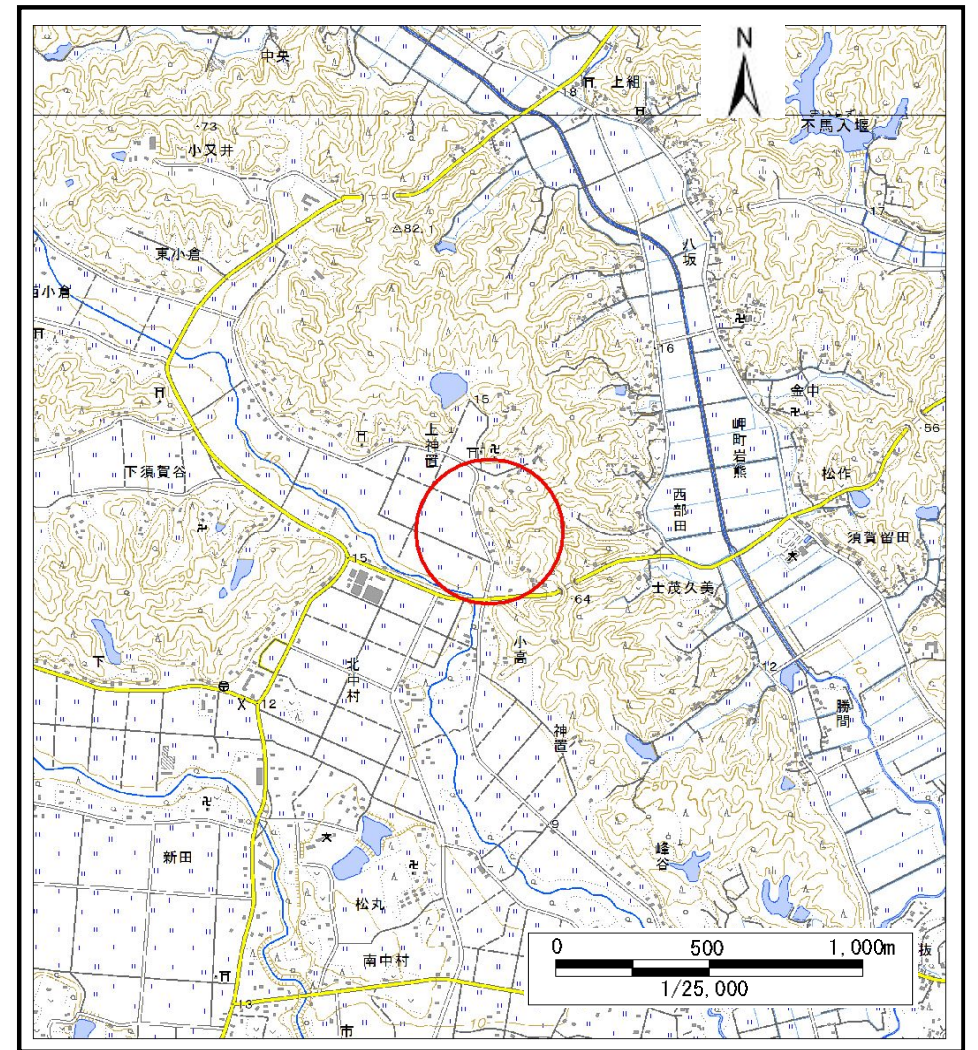 中央
N
上組
18
不馬入堰
73
小又井
17
82.1
東小倉
八坂
16
金中
15
56
上神置
岬町岩熊
下須賀谷
松作
西部田
須賀留田
15
64
士茂久美
小高
北中村
下
12
12
勝間
神置
9
峰谷
新田
松丸
0 500 1,000m
抜
南中村
1/25,000
13
市